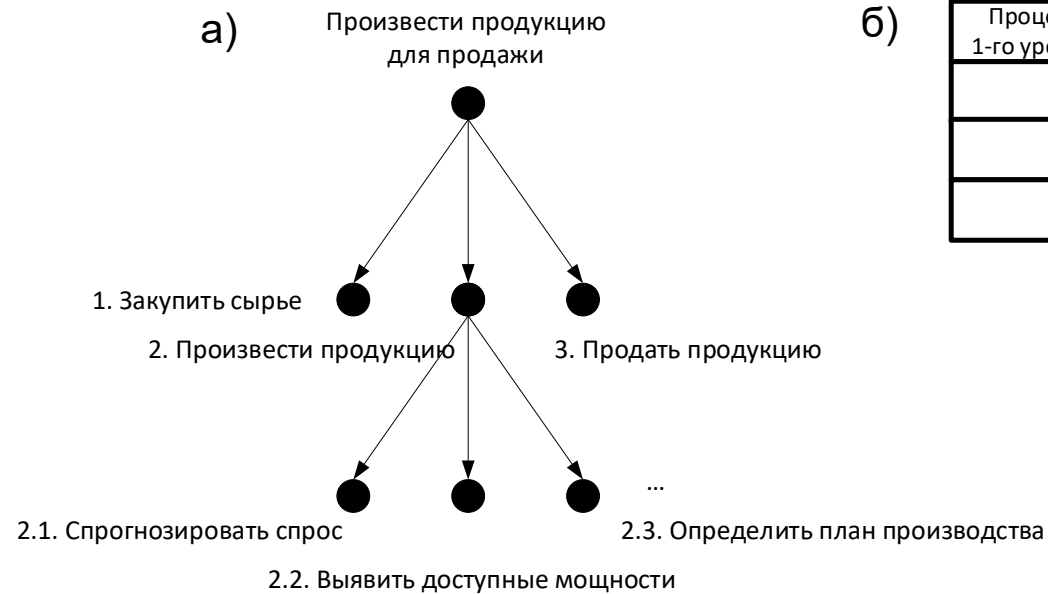 а)
Произвести продукцию
для продажи
б)
1. Закупить сырье
2. Произвести продукцию
3. Продать продукцию
...
2.1. Спрогнозировать спрос
2.3. Определить план производства
2.2. Выявить доступные мощности